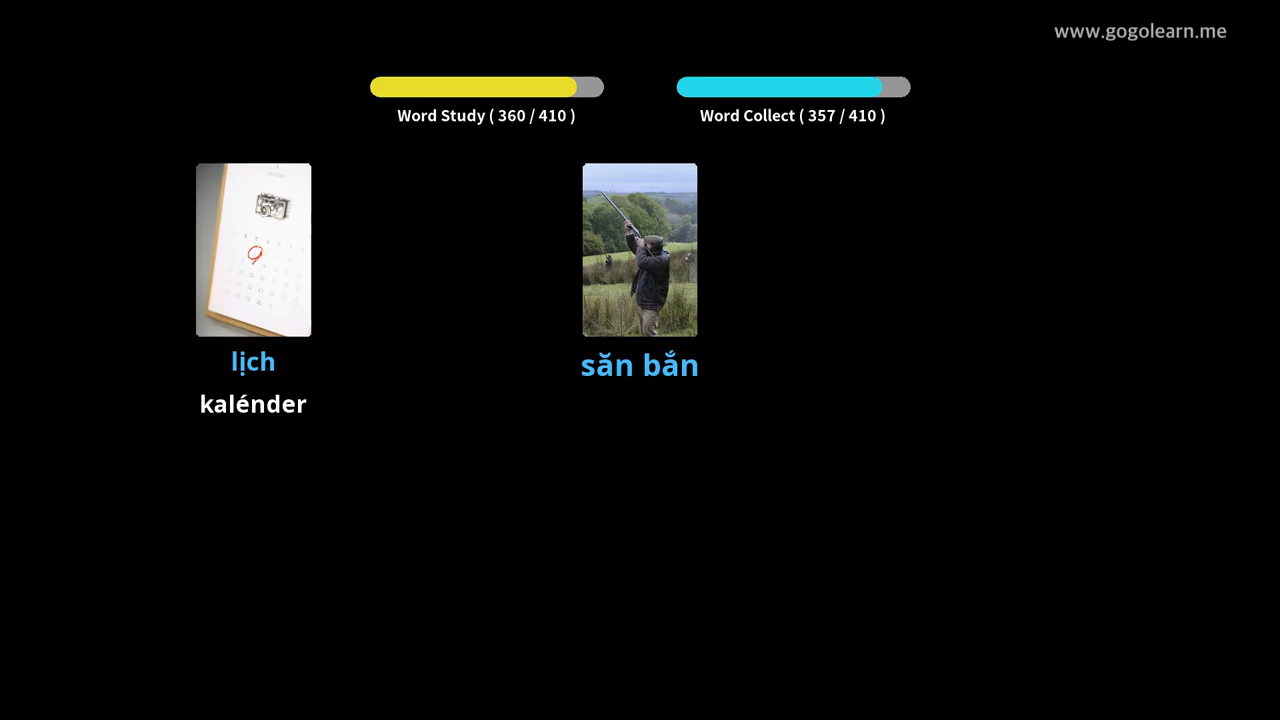 www.gogolearn.me
Word Study ( 360 / 410 )
Word Collect ( 357 / 410 )
lịch
kalénder
săn bắn